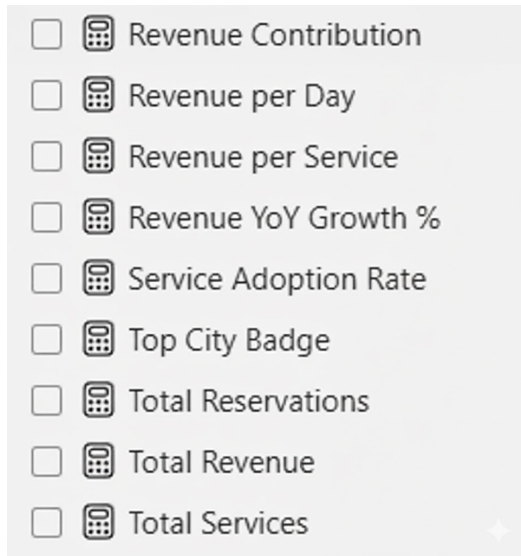 Revenue Contribution
Revenue per Day
Revenue per Service
Revenue YoY Growth %
Service Adoption Rate
Top City Badge
Total Reservations
Total Revenue
Total Services